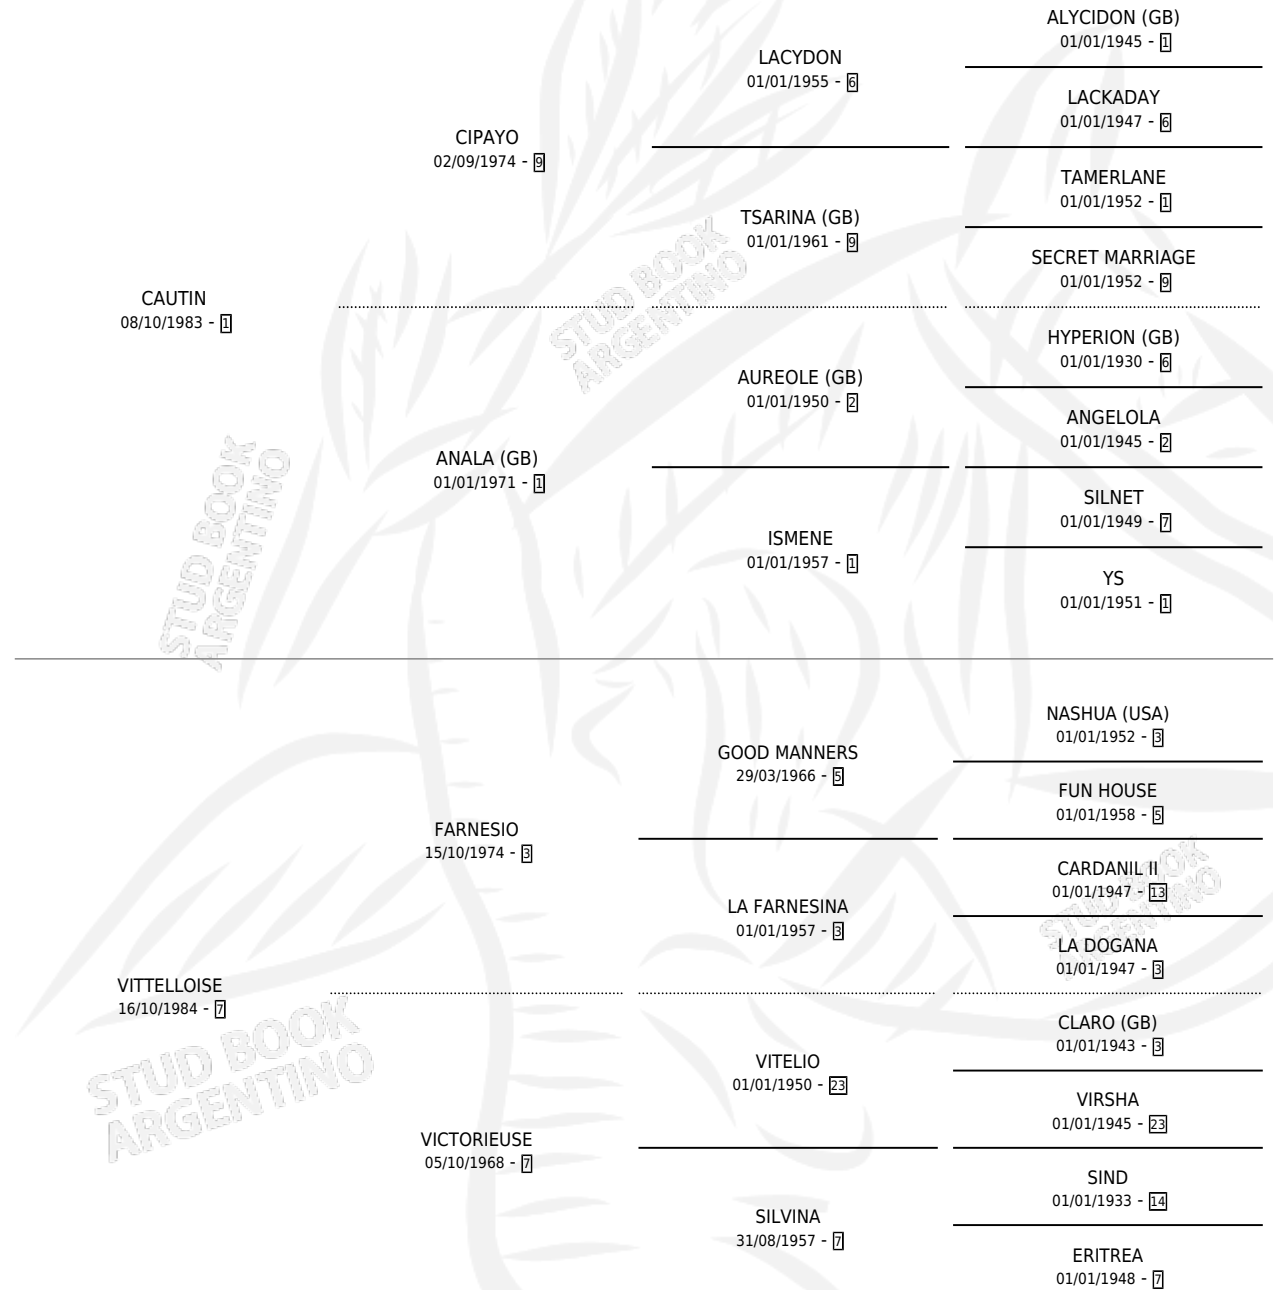 ALYCIDON (GB)
01/01/1945 - 1
LACYDON
01/01/1955 - 6
LACKADAY
01/01/1947 - 6
CIPAYO
02/09/1974 - 9
TAMERLANE
01/01/1952 - 1
TSARINA (GB)
01/01/1961 - 9
SECRET MARRIAGE
01/01/1952 - 9
CAUTIN
08/10/1983 - 1
HYPERION (GB)
01/01/1930 - 6
AUREOLE (GB)
01/01/1950 - 2
ANGELOLA
01/01/1945 - 2
ANALA (GB)
01/01/1971 - 1
SILNET
01/01/1949 - 7
ISMENE
01/01/1957 - 1
YS
01/01/1951 - 1
STUD BOOK
ARGENTINO
STUD BOOK
ARGENTINO
NASHUA (USA)
01/01/1952 - 3
GOOD MANNERS
29/03/1966 - 5
FUN HOUSE
01/01/1958 - 5
FARNESIO
15/10/1974 - 3
CARDANIL II
01/01/1947 - 13
LA FARNESINA
01/01/1957 - 3
LA DOGANA
01/01/1947 - 3
STUD BOOK
ARGENTINO
VITTELLOISE
16/10/1984 - 7
CLARO (GB)
01/01/1943 - 3
VITELIO
01/01/1950 - 23
VIRSHA
01/01/1945 - 23
VICTORIEUSE
05/10/1968 - 7
SIND
01/01/1933 - 14
SILVINA
31/08/1957 - 7
ERITREA
01/01/1948 - 7
STUD BOOK
ARGENTINO